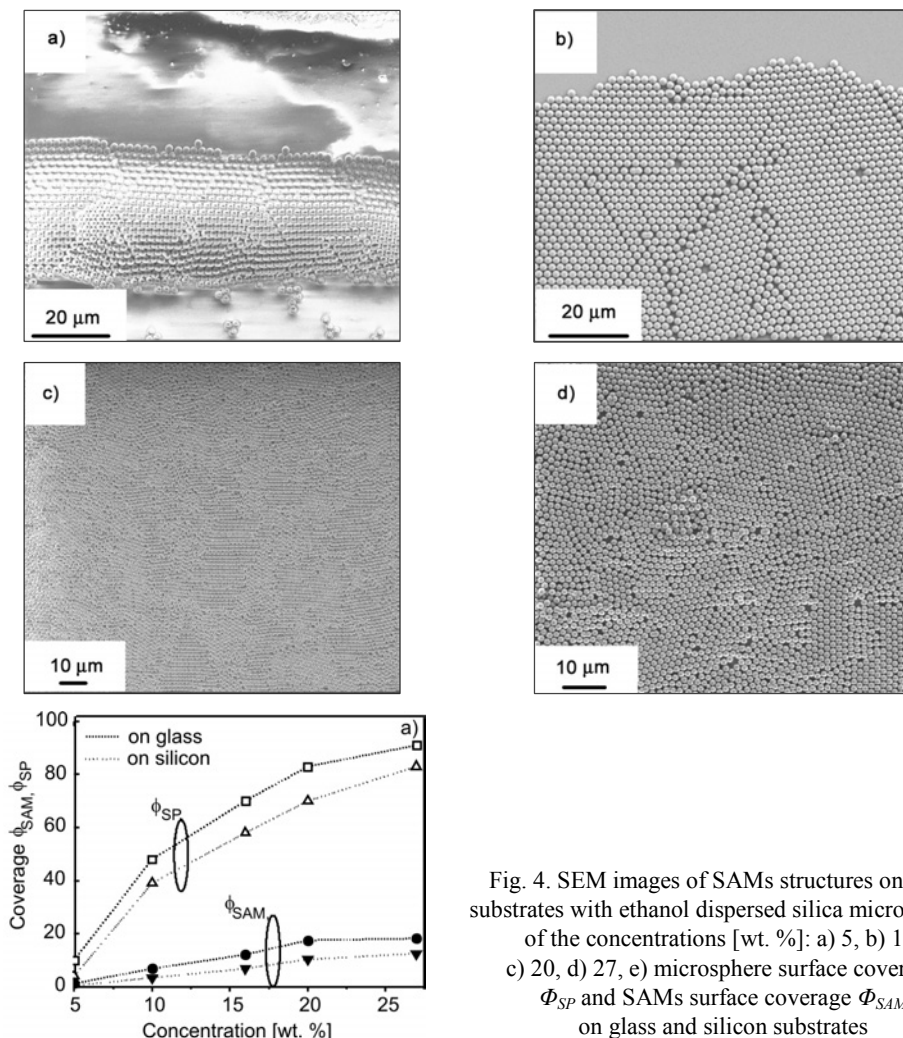 a)
20 μm
b)
20 μm
c)
10 μm
d)
10 μm
a)
on glass
on silicon
ϕSP
ϕSAM,
Coverage ϕSAM, ϕSP
100
80
60
40
20
0
5
10
15
20
25
Concentration [wt. %]
Fig. 4. SEM images of SAMs structures on
substrates with ethanol dispersed silica
of the concentrations [wt. %]: a) 5, b)
c) 20, d) 27, e) microsphere surface
ΦSP and SAMs surface coverage ΦSAM
on glass and silicon substrates